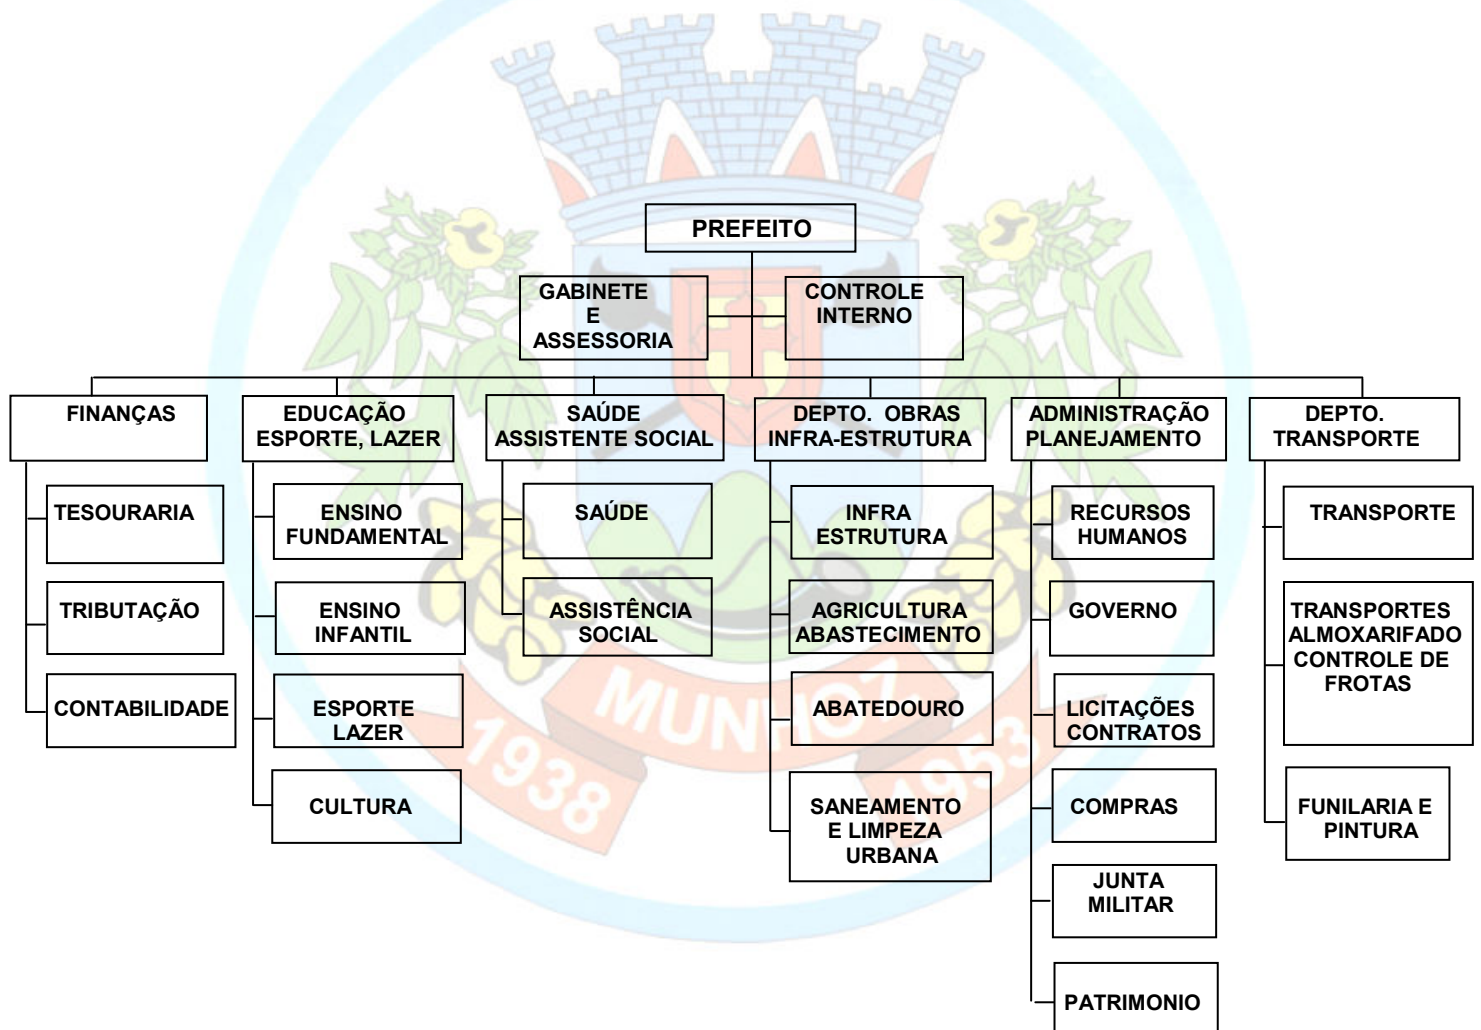 PREFEITO
GABINETE
E
ASSESSORIA
CONTROLE
INTERNO
FINANÇAS
EDUCAÇÃO
ESPORTE, LAZER
SAÚDE
ASSISTENTE SOCIAL
DEPTO. OBRAS
INFRA-ESTRUTURA
ADMINISTRAÇÃO
PLANEJAMENTO
DEPTO.
TRANSPORTE
TESOURARIA
TRIBUTAÇÃO
CONTABILIDADE
ENSINO
FUNDAMENTAL
ENSINO
INFANTIL
ESPORTE
LAZER
CULTURA
SAÚDE
ASSISTÊNCIA
SOCIAL
INFRA
ESTRUTURA
AGRICULTURA
ABASTECIMENTO
ABATEDOURO
SANEAMENTO
E LIMPEZA
URBANA
RECURSOS
HUMANOS
GOVERNO
LICITAÇÕES
CONTRATOS
COMPRAS
JUNTA
MILITAR
PATRIMONIO
TRANSPORTE
TRANSPORTES
ALMOXARIFADO
CONTROLE DE
FROTAS
FUNILARIA E
PINTURA
1938
MUNHOZ
1953